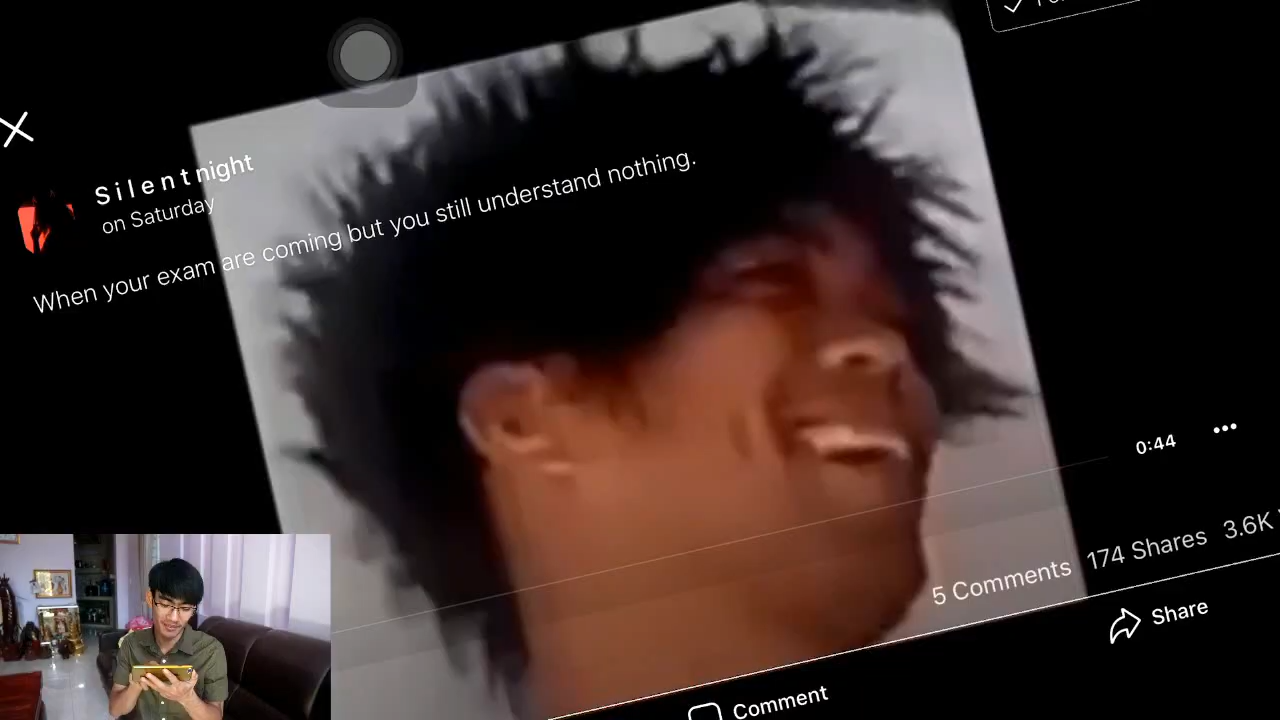 S i l e n t night
on Saturday
When your exam are coming but you still understand nothing.
0:44
5 Comments 174 Shares 3.6K
Share
Comment